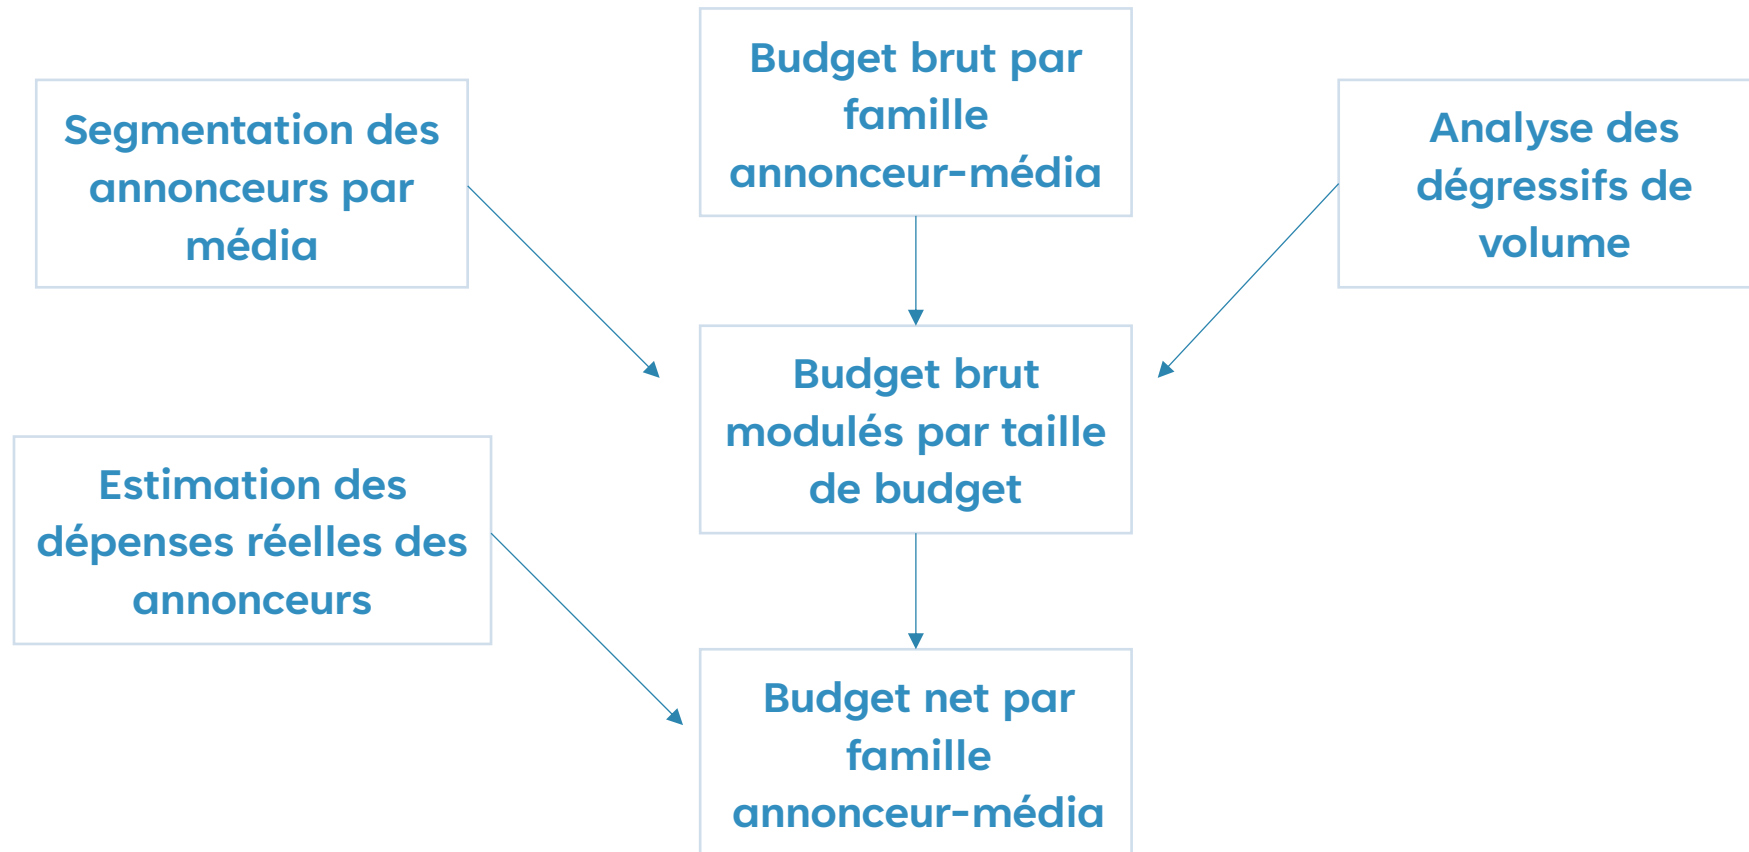 Budget brut par
famille
annonceur-média
Segmentation des
annonceurs par
média
Analyse des
dégressifs de
volume
Budget brut
modulés par taille
de budget
Estimation des
dépenses réelles des
annonceurs
Budget net par
famille
annonceur-média